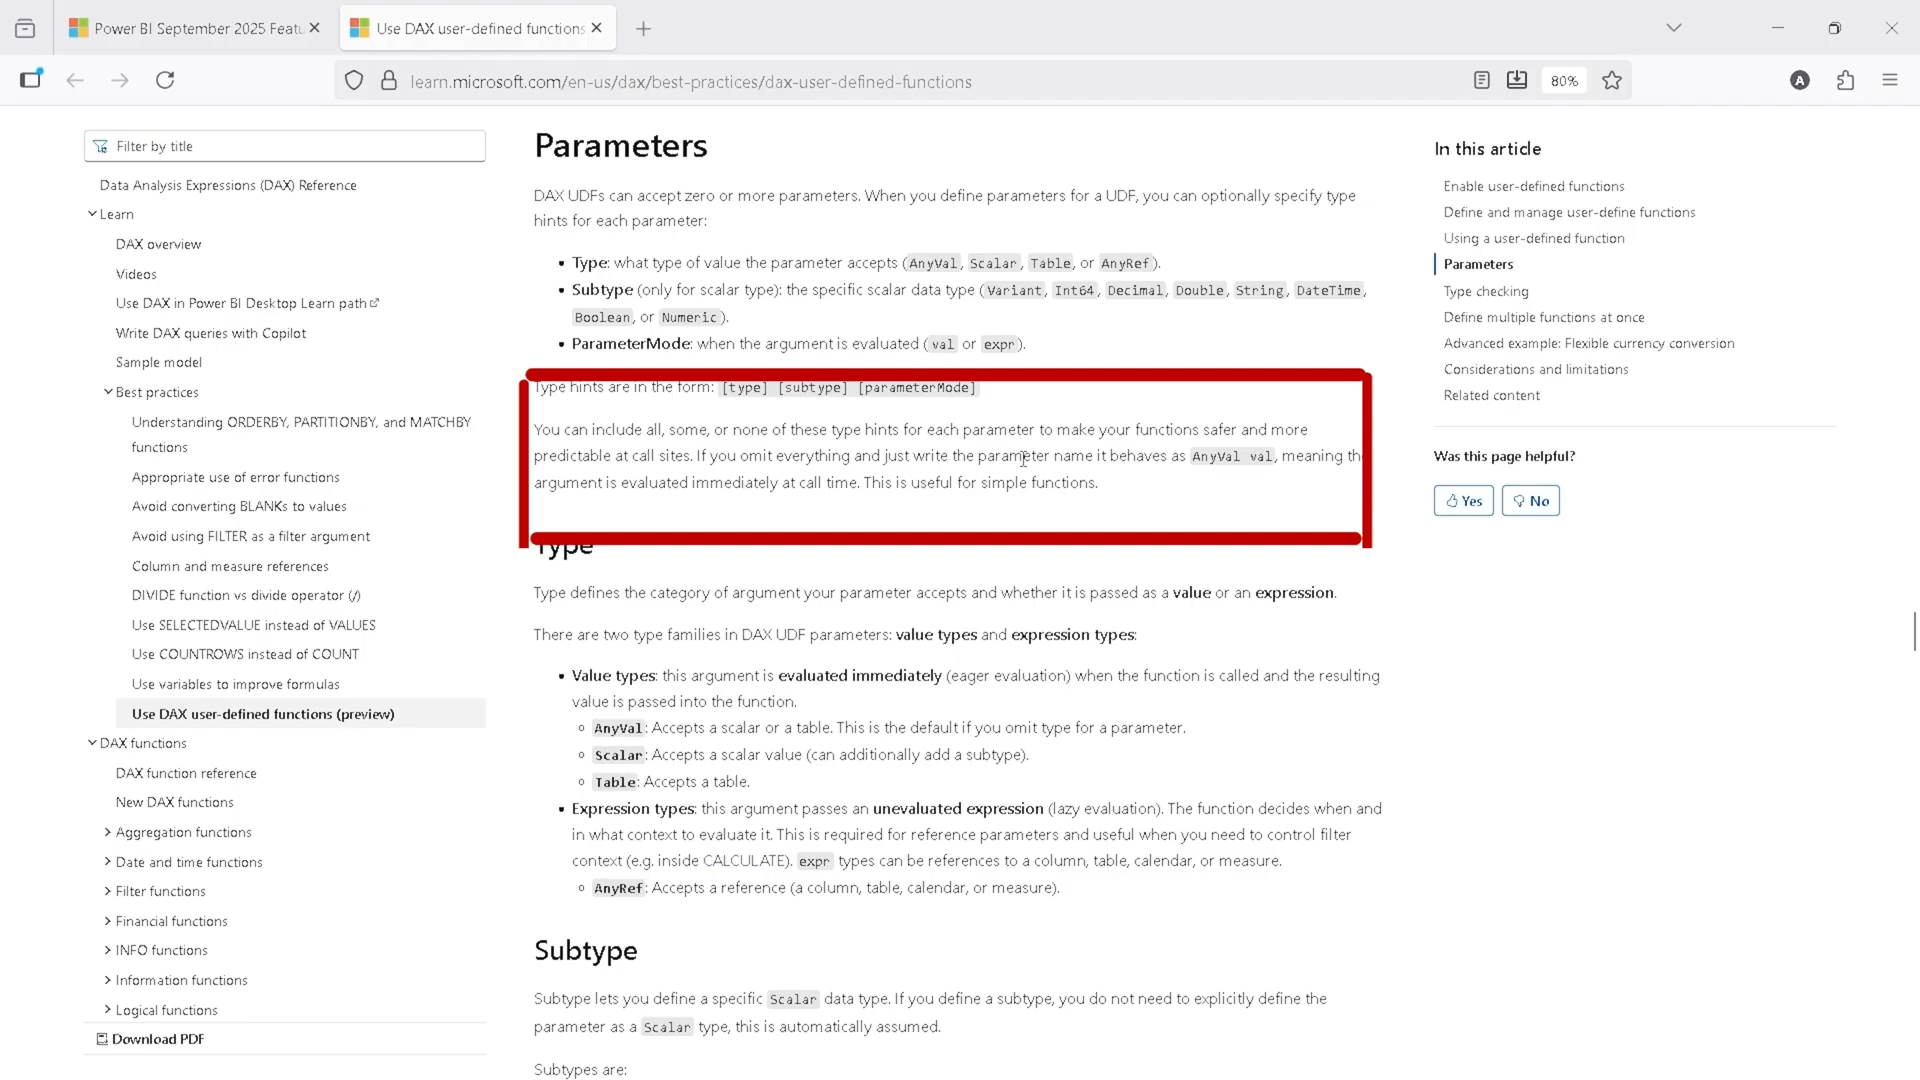 Power BI September 2025 Featu
Use DAX user-defined functions
learn.microsoft.com/en-us/dax/best-practices/dax-user-defined-functions
80%
A
Filter by title
Data Analysis Expressions (DAX) Reference
Learn
DAX overview
Videos
Use DAX in Power BI Desktop Learn path
Write DAX queries with Copilot
Sample model
Best practices
Understanding ORDERBY, PARTITIONBY, and MATCHBY
functions
Appropriate use of error functions
Avoid converting BLANKs to values
Avoid using FILTER as a filter argument
Column and measure references
DIVIDE function vs divide operator (/)
Use SELECTEDVALUE instead of VALUES
Use COUNTROWS instead of COUNT
Use variables to improve formulas
Use DAX user-defined functions (preview)
DAX functions
DAX function reference
New DAX functions
Aggregation functions
Date and time functions
Filter functions
Financial functions
INFO functions
Information functions
Logical functions
Download PDF
Parameters
DAX UDFs can accept zero or more parameters. When you define parameters for a UDF, you can optionally specify type
hints for each parameter:
• Type: what type of value the parameter accepts (AnyVal, Scalar, Table, or AnyRef).
• Subtype (only for scalar type): the specific scalar data type (Variant, Int64, Decimal, Double, String, DateTime,
Boolean, or Numeric).
• ParameterMode: when the argument is evaluated (val or expr).
Type hints are in the form: [type] [subtype] [parameterMode]
You can include all, some, or none of these type hints for each parameter to make your functions safer and more
predictable at call sites. If you omit everything and just write the parameter name it behaves as AnyVal val, meaning th
argument is evaluated immediately at call time. This is useful for simple functions.
Type
Type defines the category of argument your parameter accepts and whether it is passed as a value or an expression.
There are two type families in DAX UDF parameters: value types and expression types:
• Value types: this argument is evaluated immediately (eager evaluation) when the function is called and the resulting
value is passed into the function.
AnyVal: Accepts a scalar or a table. This is the default if you omit type for a parameter.
Scalar: Accepts a scalar value (can additionally add a subtype).
Table: Accepts a table.
• Expression types: this argument passes an unevaluated expression (lazy evaluation). The function decides when and
in what context to evaluate it. This is required for reference parameters and useful when you need to control filter
context (e.g. inside CALCULATE). expr types can be references to a column, table, calendar, or measure.
AnyRef: Accepts a reference (a column, table, calendar, or measure).
Subtype
Subtype lets you define a specific Scalar data type. If you define a subtype, you do not need to explicitly define the
parameter as a Scalar type, this is automatically assumed.
Subtypes are:
In this article
Enable user-defined functions
Define and manage user-define functions
Using a user-defined function
Parameters
Type checking
Define multiple functions at once
Advanced example: Flexible currency conversion
Considerations and limitations
Related content
Was this page helpful?
Yes
No